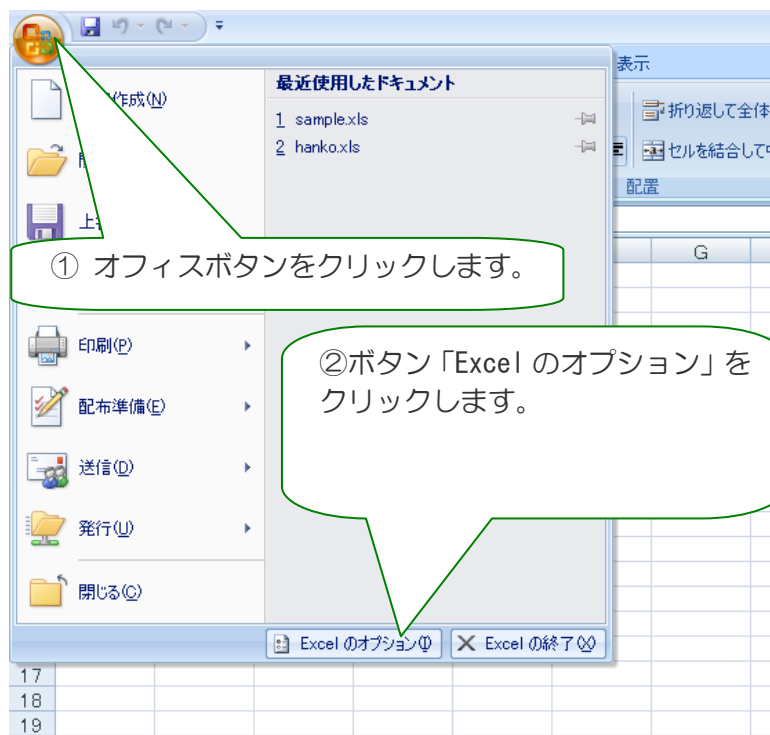 表示
最近使用したドキュメント
作成(N)
1 sample.xls
2 hanko.xls
折り返して全体
セルを結合して
配置
G
① オフィスボタンをクリックします。
印刷(P)
②ボタン「Excel のオプション」を
クリックします。
配布準備(E)
送信(D)
発行(U)
閉じる(C)
Excel のオプション(I)
Excel の終了(X)
17
18
19